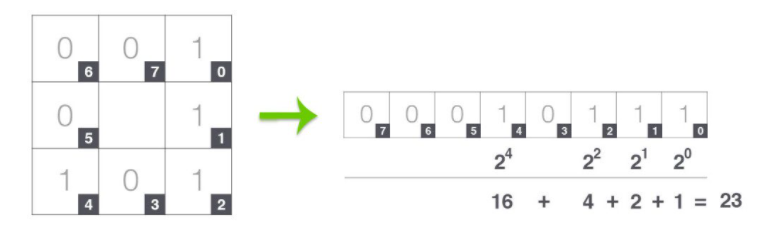 0 6 0 7 1 0
0 5 1 1
1 4 0 3 1 2
0 7 0 6 0 5 1 4 0 3 1 2 1 1 1 0
2⁴ 2² 2¹ 2⁰
16 + 4 + 2 + 1 = 23